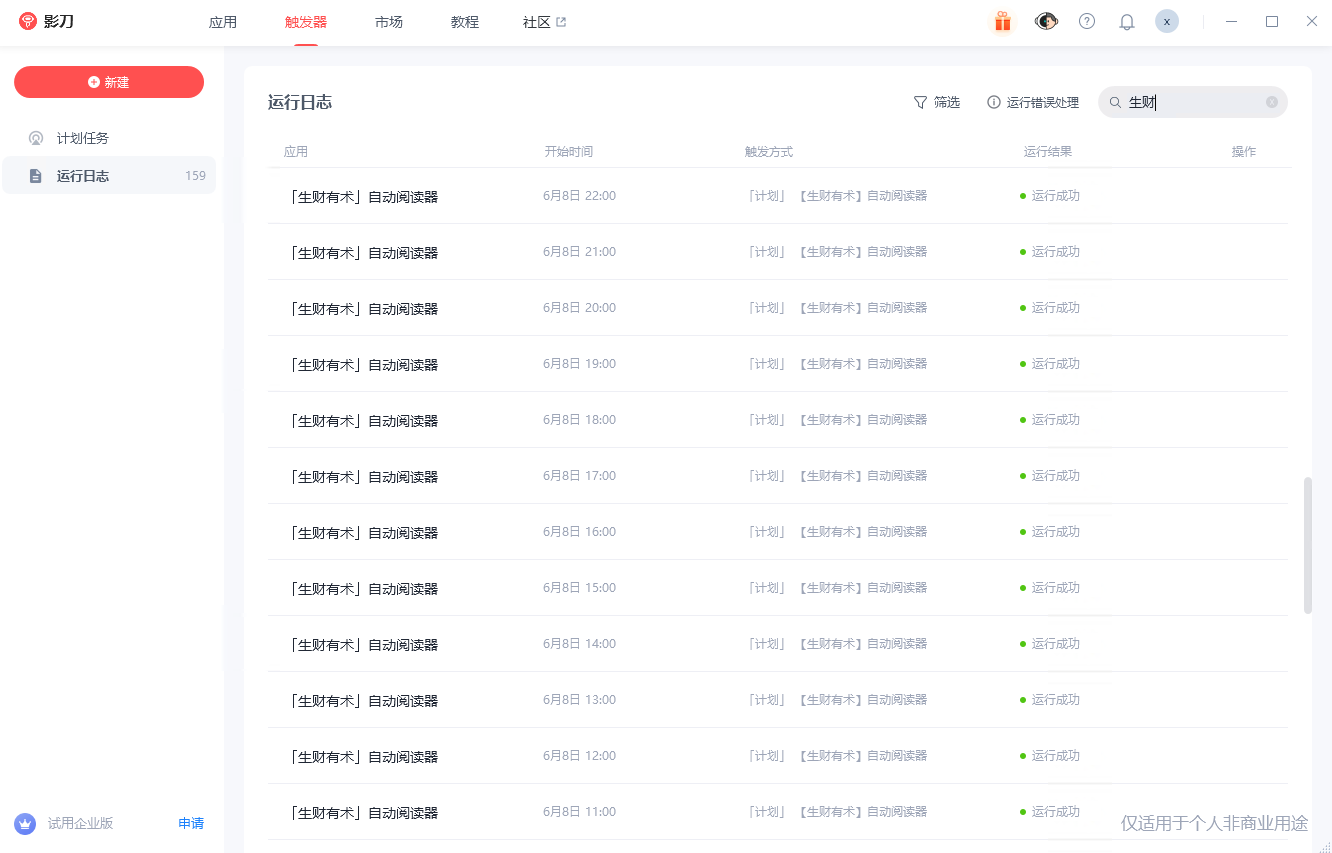 影刀 应用 触发器 市场 教程 社区 x
新建
计划任务
运行日志 159
运行日志 筛选 运行错误处理 生财
应用 开始时间 触发方式 运行结果 操作
「生财有术」自动阅读器 6月8日 22:00 「计划」 【生财有术】自动阅读器 运行成功
「生财有术」自动阅读器 6月8日 21:00 「计划」 【生财有术】自动阅读器 运行成功
「生财有术」自动阅读器 6月8日 20:00 「计划」 【生财有术】自动阅读器 运行成功
「生财有术」自动阅读器 6月8日 19:00 「计划」 【生财有术】自动阅读器 运行成功
「生财有术」自动阅读器 6月8日 18:00 「计划」 【生财有术】自动阅读器 运行成功
「生财有术」自动阅读器 6月8日 17:00 「计划」 【生财有术】自动阅读器 运行成功
「生财有术」自动阅读器 6月8日 16:00 「计划」 【生财有术】自动阅读器 运行成功
「生财有术」自动阅读器 6月8日 15:00 「计划」 【生财有术】自动阅读器 运行成功
「生财有术」自动阅读器 6月8日 14:00 「计划」 【生财有术】自动阅读器 运行成功
「生财有术」自动阅读器 6月8日 13:00 「计划」 【生财有术】自动阅读器 运行成功
「生财有术」自动阅读器 6月8日 12:00 「计划」 【生财有术】自动阅读器 运行成功
「生财有术」自动阅读器 6月8日 11:00 「计划」 【生财有术】自动阅读器 运行成功
试用企业版 申请
仅适用于个人非商业用途